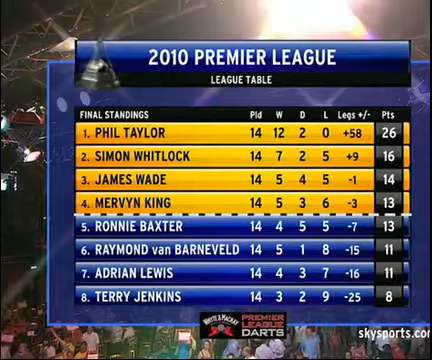 2010 PREMIER LEAGUE
LEAGUE TABLE
FINAL STANDINGS Pld W D L Legs +/- Pts
1. PHIL TAYLOR 14 12 2 0 +58 26
2. SIMON WHITLOCK 14 7 2 5 +9 16
3. JAMES WADE 14 5 4 5 -1 14
4. MERVYN KING 14 5 3 6 -3 13
5. RONNIE BAXTER 14 4 5 5 -7 13
6. RAYMOND van BARNEVELD 14 5 1 8 -15 11
7. ADRIAN LEWIS 14 4 3 7 -16 11
8. TERRY JENKINS 14 3 2 9 -25 8
WHYTE & MACKAY PREMIER LEAGUE DARTS
skysports.com